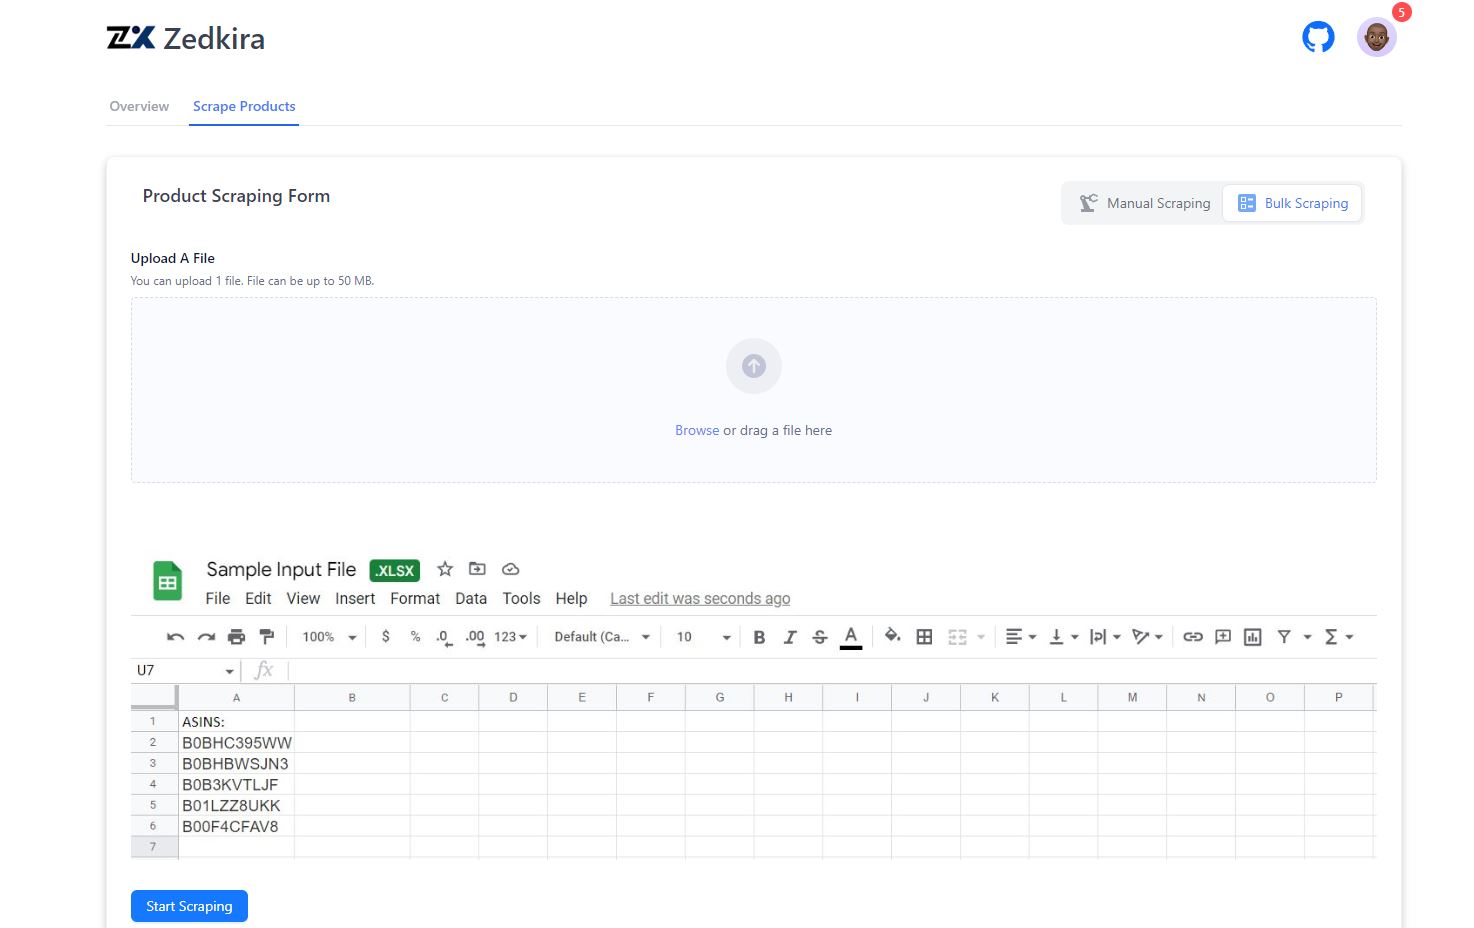 ZX Zedkira
5
Overview Scrape Products
Product Scraping Form
Manual Scraping Bulk Scraping
Upload A File
You can upload 1 file. File can be up to 50 MB.
Browse or drag a file here
Sample Input File .XLSX
File Edit View Insert Format Data Tools Help Last edit was seconds ago
100% $ % .0 .00 123 Default (Ca... 10 B I S A
U7 fx
A B C D E F G H I J K L M N O P
1 ASINS:
2 B0BHC395WW
3 B0BHBWSJN3
4 B0B3KVTLJF
5 B01LZZ8UKK
6 B00F4CFAV8
7
Start Scraping